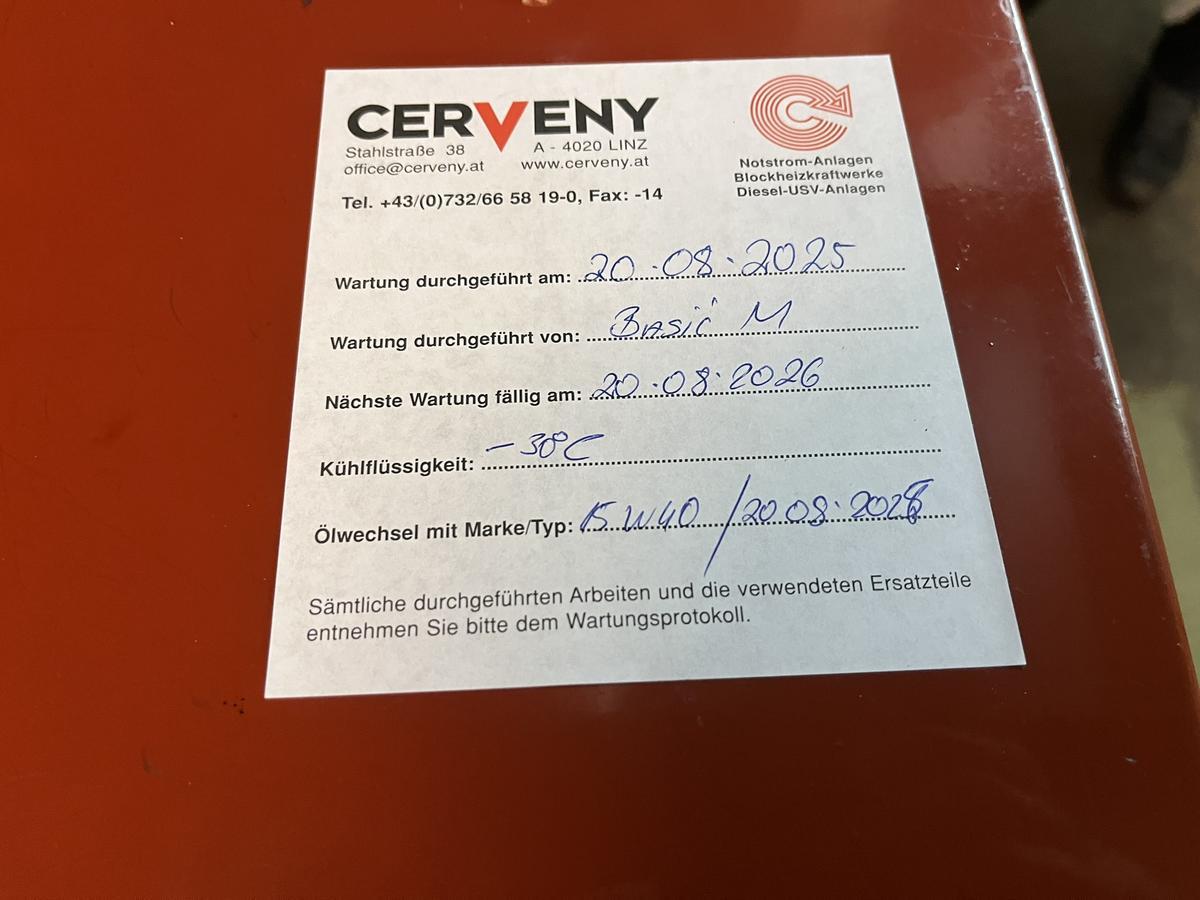 CERVENY
Stahlstraße 38 A - 4020 LINZ
office@cerveny.at www.cerveny.at
Tel. +43/(0)732/66 58 19-0, Fax: -14
Notstrom-Anlagen
Blockheizkraftwerke
Diesel-USV-Anlagen
Wartung durchgeführt am: 20.08.2025
Wartung durchgeführt von: BASIĆ M
Nächste Wartung fällig am: 20.08.2026
Kühlflüssigkeit: -30°C
Ölwechsel mit Marke/Typ: 15W40 / 20 08.
Sämtliche durchgeführten Arbeiten und die verwendeten Ersatzteile
entnehmen Sie bitte dem Wartungsprotokoll.